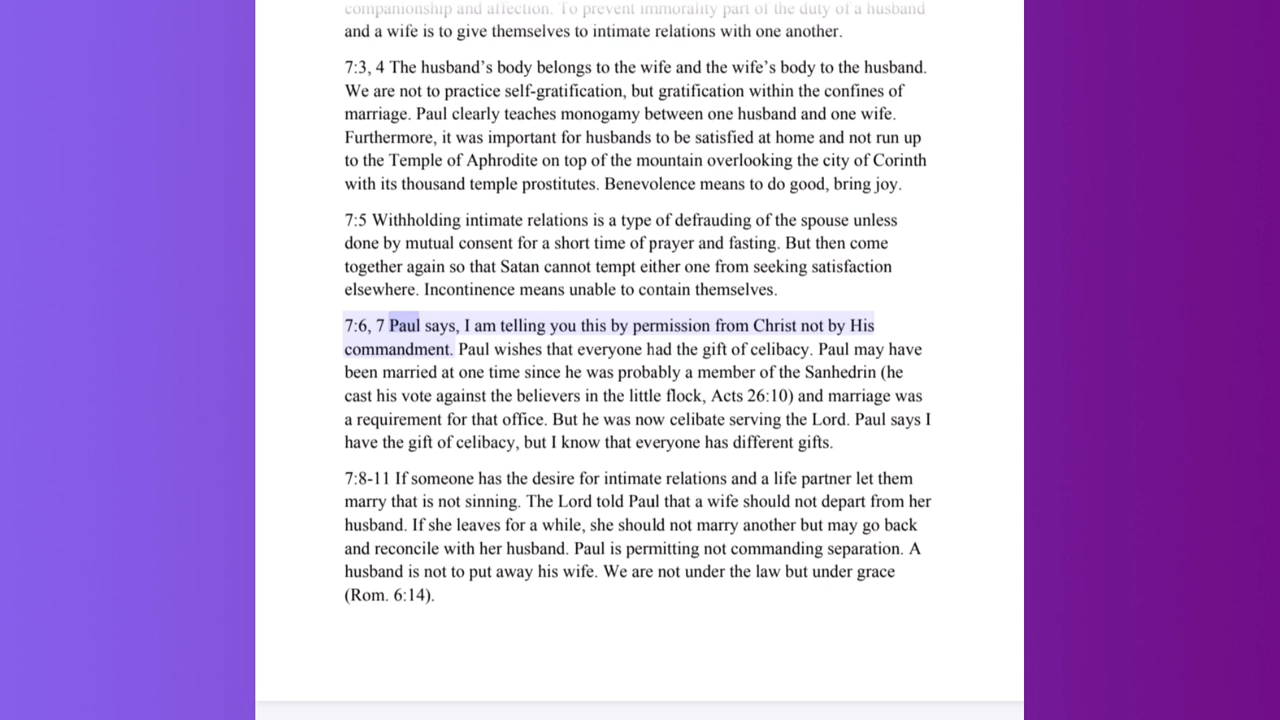 companionship and affection. To prevent immorality part of the duty of a husband
and a wife is to give themselves to intimate relations with one another.
7:3, 4 The husband’s body belongs to the wife and the wife’s body to the husband.
We are not to practice self-gratification, but gratification within the confines of
marriage. Paul clearly teaches monogamy between one husband and one wife.
Furthermore, it was important for husbands to be satisfied at home and not run up
to the Temple of Aphrodite on top of the mountain overlooking the city of Corinth
with its thousand temple prostitutes. Benevolence means to do good, bring joy.
7:5 Withholding intimate relations is a type of defrauding of the spouse unless
done by mutual consent for a short time of prayer and fasting. But then come
together again so that Satan cannot tempt either one from seeking satisfaction
elsewhere. Incontinence means unable to contain themselves.
7:6, 7 Paul says, I am telling you this by permission from Christ not by His
commandment. Paul wishes that everyone had the gift of celibacy. Paul may have
been married at one time since he was probably a member of the Sanhedrin (he
cast his vote against the believers in the little flock, Acts 26:10) and marriage was
a requirement for that office. But he was now celibate serving the Lord. Paul says I
have the gift of celibacy, but I know that everyone has different gifts.
7:8-11 If someone has the desire for intimate relations and a life partner let them
marry that is not sinning. The Lord told Paul that a wife should not depart from her
husband. If she leaves for a while, she should not marry another but may go back
and reconcile with her husband. Paul is permitting not commanding separation. A
husband is not to put away his wife. We are not under the law but under grace
(Rom. 6:14).